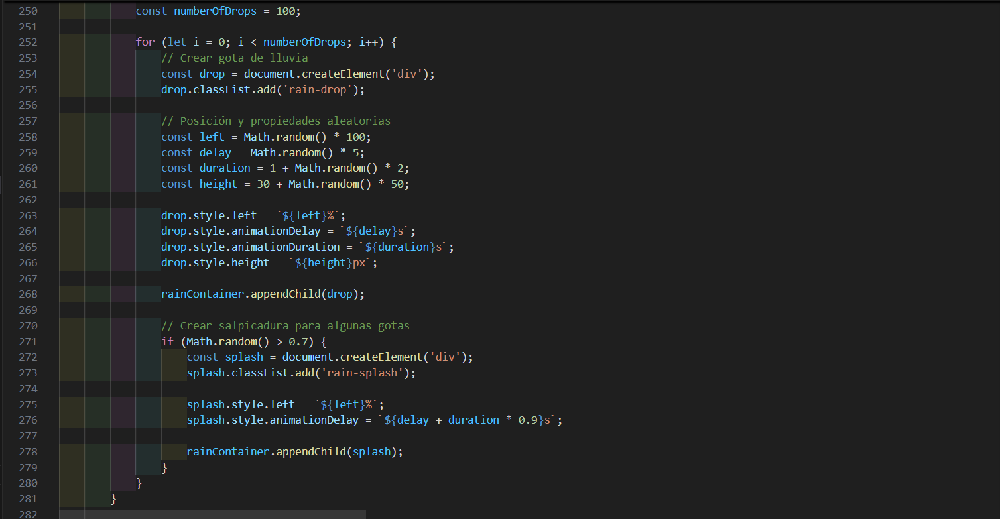 250 const numberOfDrops = 100;
251
252 for (let i = 0; i < numberOfDrops; i++) {
253 // Crear gota de lluvia
254 const drop = document.createElement('div');
255 drop.classList.add('rain-drop');
256
257 // Posición y propiedades aleatorias
258 const left = Math.random() * 100;
259 const delay = Math.random() * 5;
260 const duration = 1 + Math.random() * 2;
261 const height = 30 + Math.random() * 50;
262
263 drop.style.left = `${left}%`;
264 drop.style.animationDelay = `${delay}s`;
265 drop.style.animationDuration = `${duration}s`;
266 drop.style.height = `${height}px`;
267
268 rainContainer.appendChild(drop);
269
270 // Crear salpicadura para algunas gotas
271 if (Math.random() > 0.7) {
272 const splash = document.createElement('div');
273 splash.classList.add('rain-splash');
274
275 splash.style.left = `${left}%`;
276 splash.style.animationDelay = `${delay + duration * 0.9}s`;
277
278 rainContainer.appendChild(splash);
279 }
280 }
281 }
282